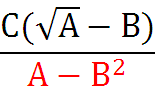 C(√A − B)
A − B²